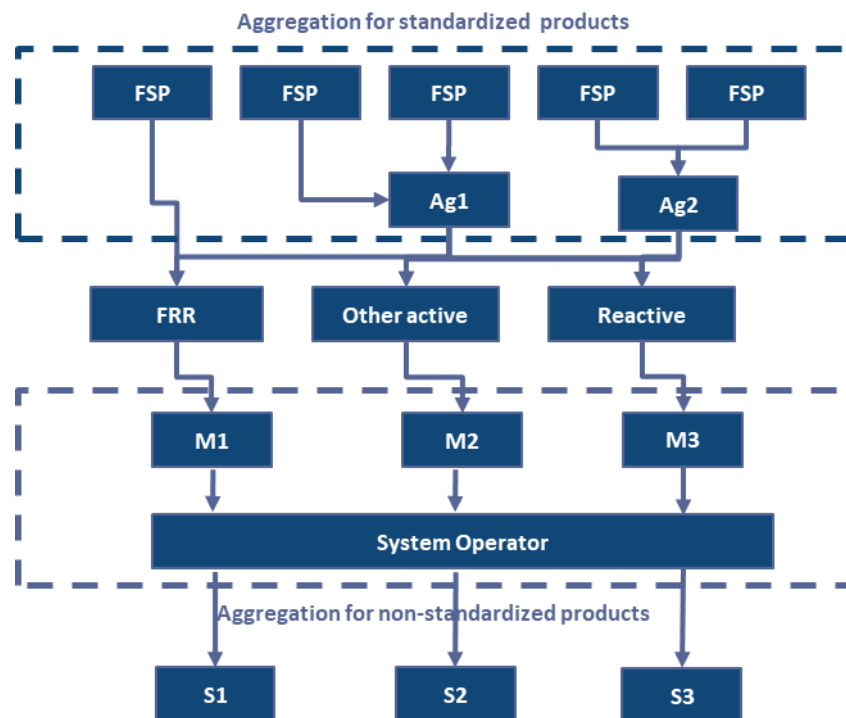 Aggregation for standardized products
FSP
FSP
FSP
FSP
FSP
Ag1
Ag2
FRR
Other active
Reactive
M1
M2
M3
System Operator
Aggregation for non-standardized products
S1
S2
S3